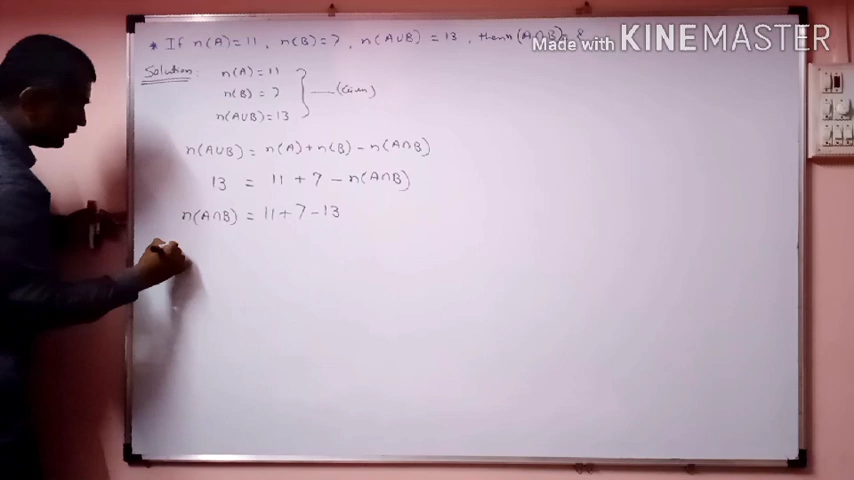 * If n(A)=11, n(B)=7, n(A∪B) = 13, then n(A∩B)=
Made with KINEMASTER
Solution:
n(A)=11
n(B) = 7
n(A∪B)=13
(Given)
n(A∪B) = n(A)+n(B) – n(A∩B)
13 = 11 + 7 – n(A∩B)
n(A∩B) = 11+7–13